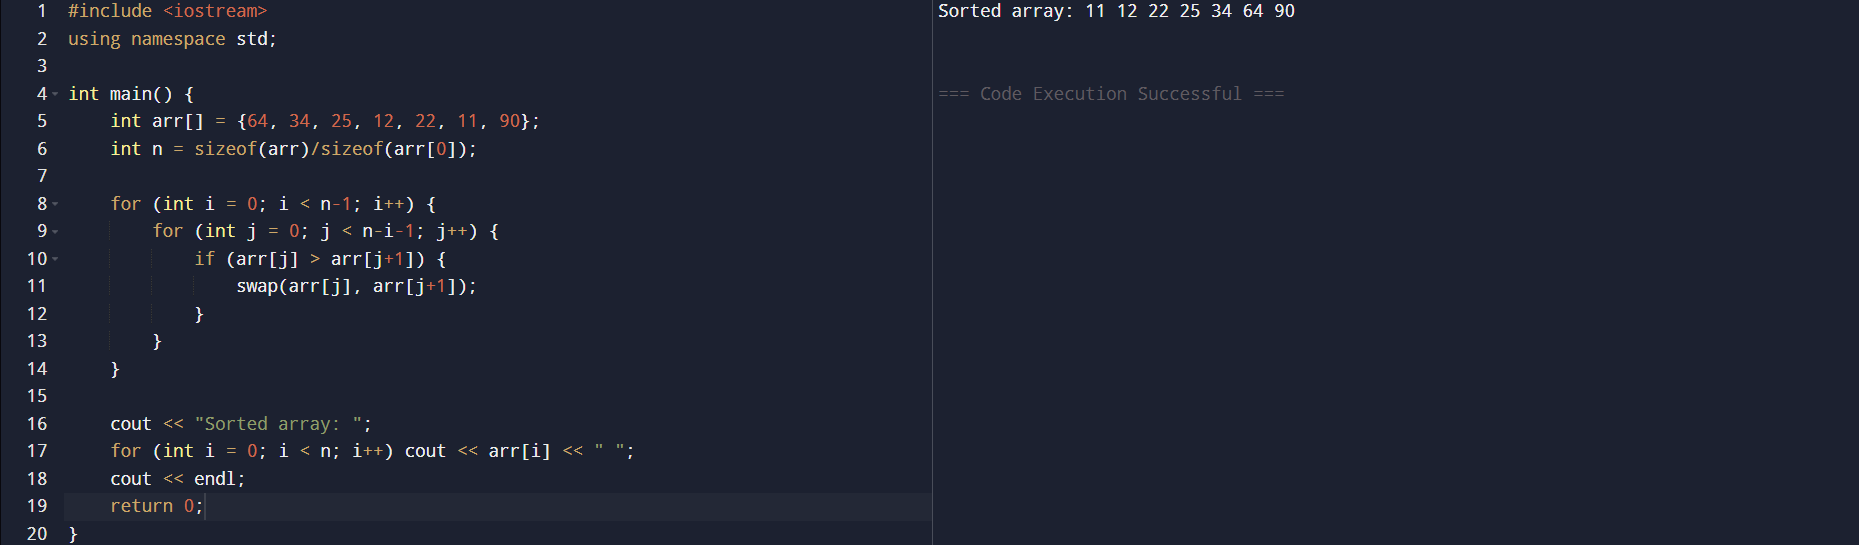 1 #include <iostream>
2 using namespace std;
3
4 int main() {
5     int arr[] = {64, 34, 25, 12, 22, 11, 90};
6     int n = sizeof(arr)/sizeof(arr[0]);
7
8     for (int i = 0; i < n-1; i++) {
9         for (int j = 0; j < n-i-1; j++) {
10             if (arr[j] > arr[j+1]) {
11                 swap(arr[j], arr[j+1]);
12             }
13         }
14     }
15
16     cout << "Sorted array: ";
17     for (int i = 0; i < n; i++) cout << arr[i] << " ";
18     cout << endl;
19     return 0;
20 }
Sorted array: 11 12 22 25 34 64 90
=== Code Execution Successful ===